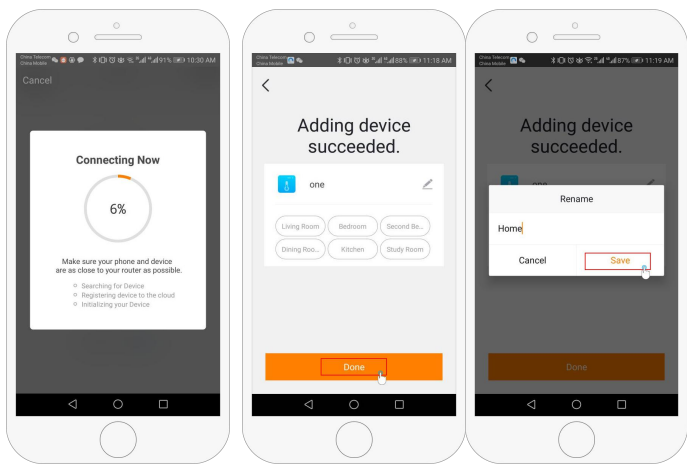 China Telecom
China Mobile
91% 10:30 AM
Cancel
Connecting Now
6%
Make sure your phone and device
are as close to your router as possible.
Searching for Device
Registering device to the cloud
Initializing your Device
China Telecom
China Mobile
88% 11:18 AM
Adding device
succeeded.
one
Living Room
Bedroom
Second Be...
Dining Roo...
Kitchen
Study Room
Done
China Telecom
China Mobile
87% 11:19 AM
Adding device
succeeded.
one
Rename
Home
Cancel
Save
Done